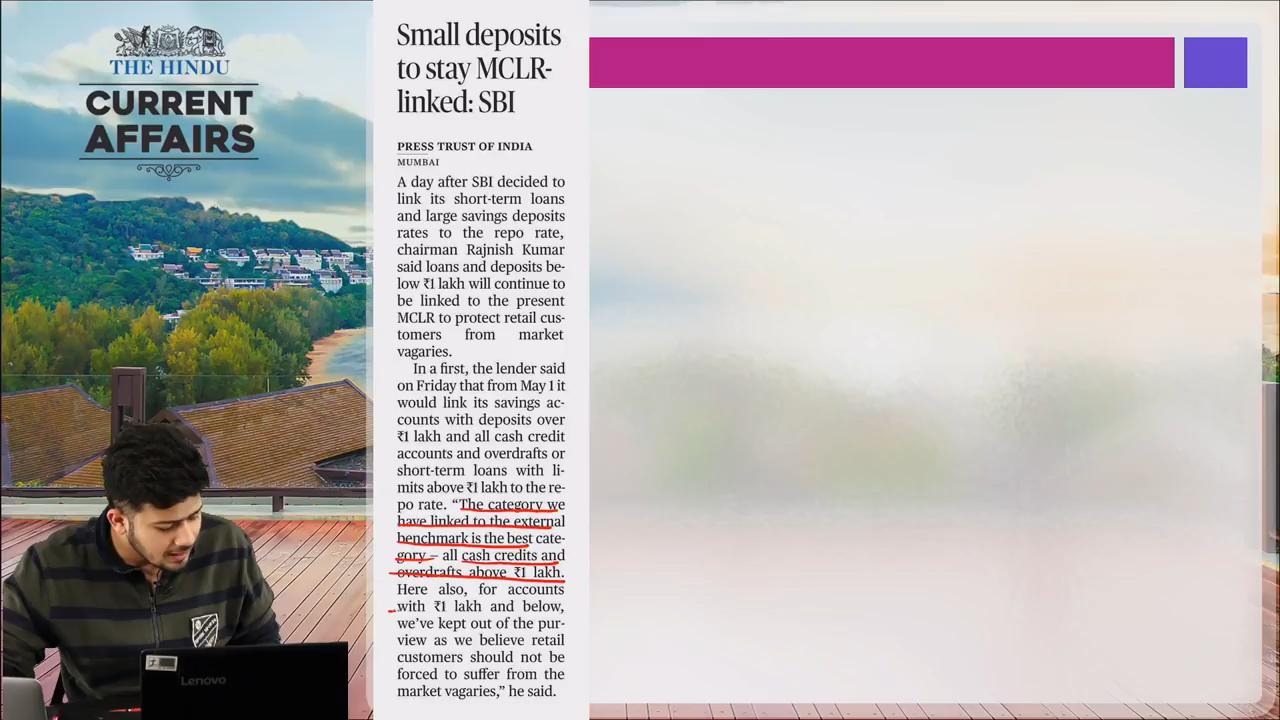 THE HINDU
CURRENT
AFFAIRS
Small deposits
to stay MCLR-
linked: SBI
PRESS TRUST OF INDIA
MUMBAI
A day after SBI decided to
link its short-term loans
and large savings deposits
rates to the repo rate,
chairman Rajnish Kumar
said loans and deposits be-
low ₹1 lakh will continue to
be linked to the present
MCLR to protect retail cus-
tomers from market
vagaries.
In a first, the lender said
on Friday that from May 1 it
would link its savings ac-
counts with deposits over
₹1 lakh and all cash credit
accounts and overdrafts or
short-term loans with li-
mits above ₹1 lakh to the re-
po rate. “The category we
have linked to the external
benchmark is the best cate-
gory – all cash credits and
overdrafts above ₹1 lakh.
Here also, for accounts
with ₹1 lakh and below,
we’ve kept out of the pur-
view as we believe retail
customers should not be
forced to suffer from the
market vagaries,” he said.
Lenovo